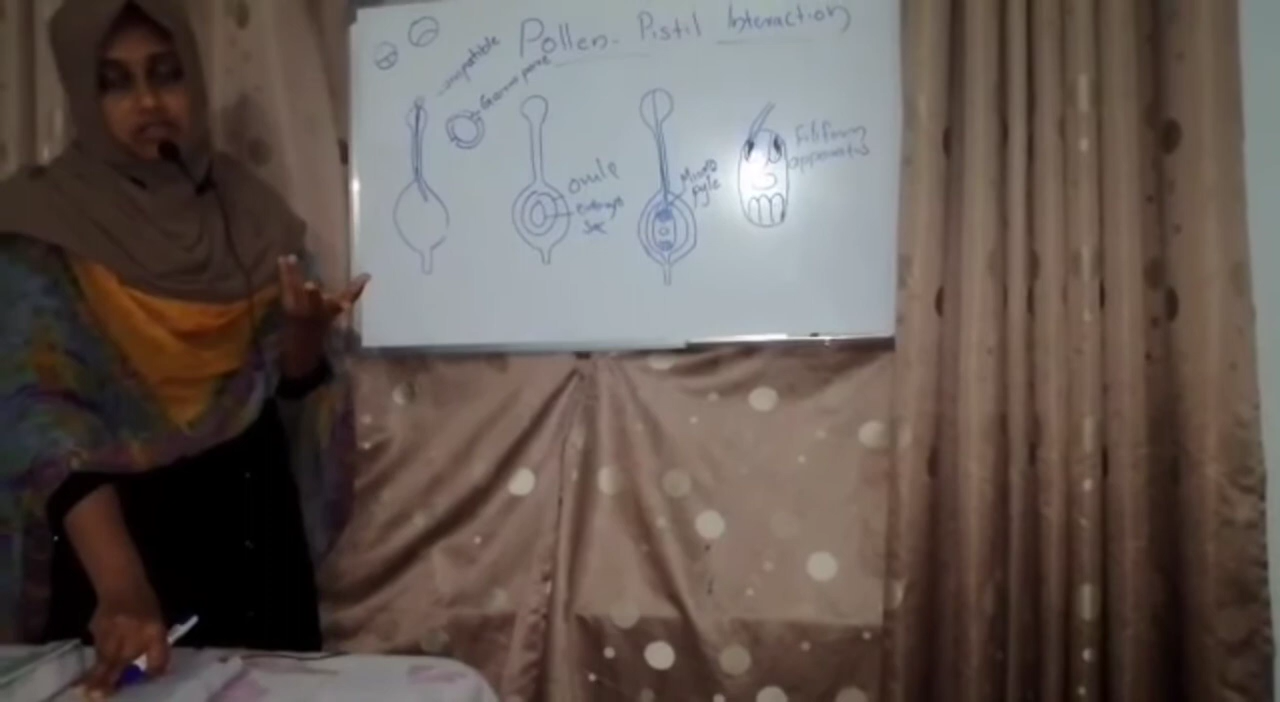 Pollen-Pistil Interaction
compatible
Germ pore
ovule
embryo
sac
Micro
pyle
Filiform
apparatus